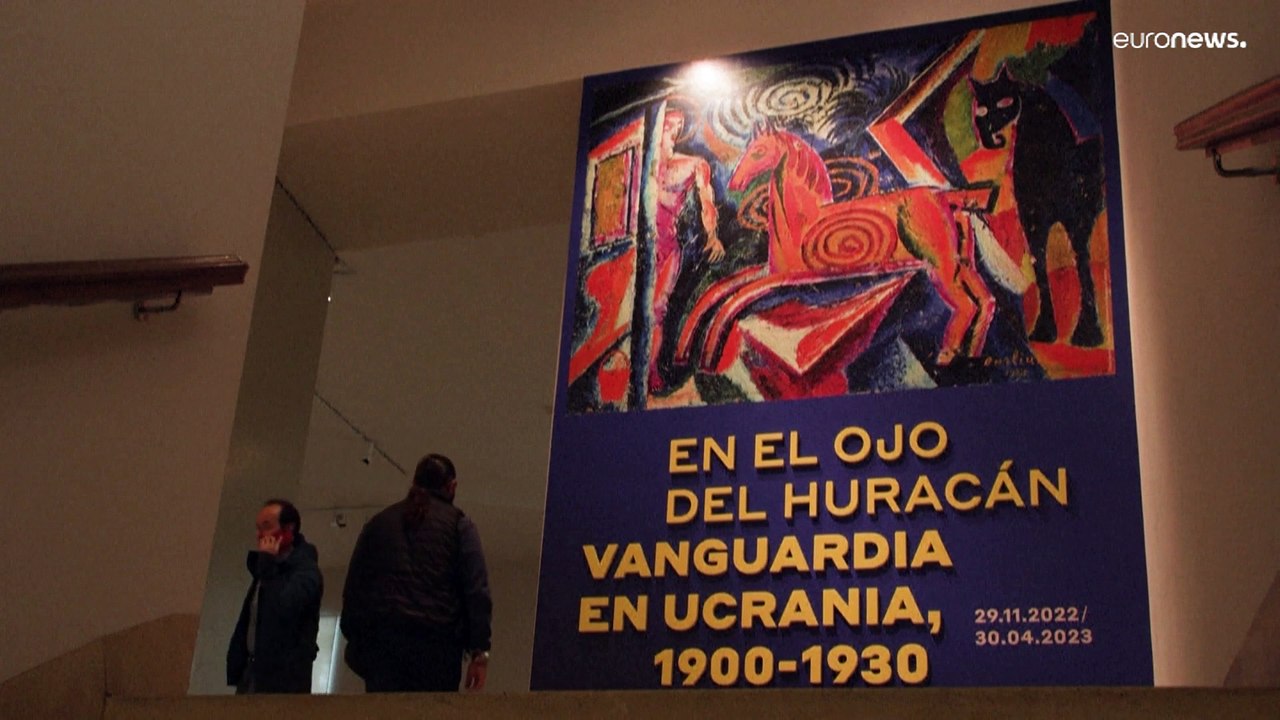 euronews.
EN EL OJO
DEL HURACÁN
VANGUARDIA
EN UCRANIA,
1900-1930
29.11.2022/
30.04.2023